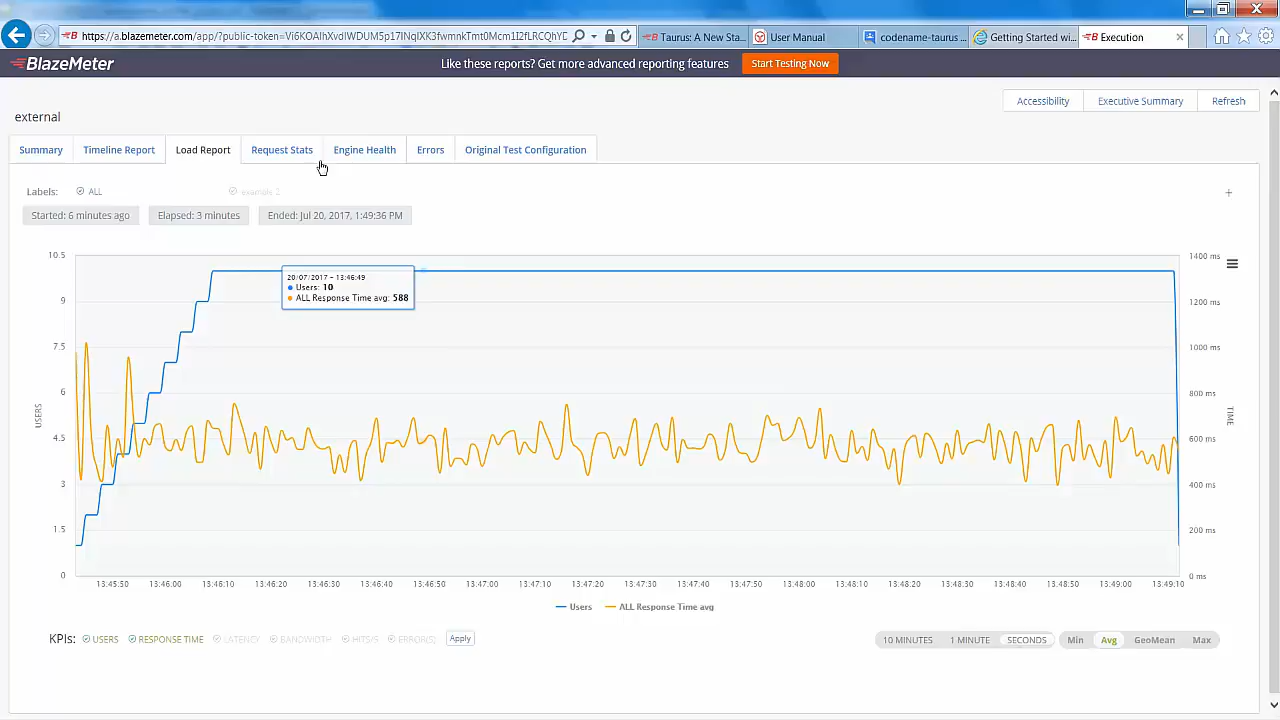 https://a.blazemeter.com/app/?public-token=
Taurus: A New Sta...
User Manual
codename-taurus ...
Getting Started wi...
Execution
BlazeMeter
Like these reports? Get more advanced reporting features
Start Testing Now
Accessibility
Executive Summary
Refresh
external
Summary
Timeline Report
Load Report
Request Stats
Engine Health
Errors
Original Test Configuration
Labels:
ALL
example 1
+
Started: 6 minutes ago
Elapsed: 3 minutes
Ended: Jul 20, 2017, 1:49:36 PM
10.5
9
7.5
6
4.5
3
1.5
0
USERS
20/07/2017 - 13:46:49
Users: 10
ALL Response Time avg: 588
1400 ms
1200 ms
1000 ms
800 ms
600 ms
400 ms
200 ms
0 ms
TIME
13:45:50 13:46:00 13:46:10 13:46:20 13:46:30 13:46:40 13:46:50 13:47:00 13:47:10 13:47:20 13:47:30 13:47:40 13:47:50 13:48:00 13:48:10 13:48:20 13:48:30 13:48:40 13:48:50 13:49:00 13:49:10
Users ALL Response Time avg
KPIs: USERS RESPONSE TIME LATENCY BANDWIDTH HITS/S ERRORS; Apply
10 MINUTES 1 MINUTE SECONDS
Min Avg GeoMean Max